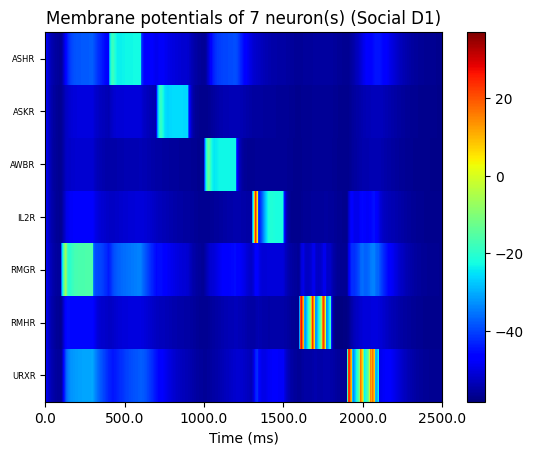 Membrane potentials of 7 neuron(s) (Social D1)
ASHR
ASKR
AWBR
IL2R
RMGR
RMHR
URXR
0.0 500.0 1000.0 1500.0 2000.0 2500.0
Time (ms)
20
0
−20
−40